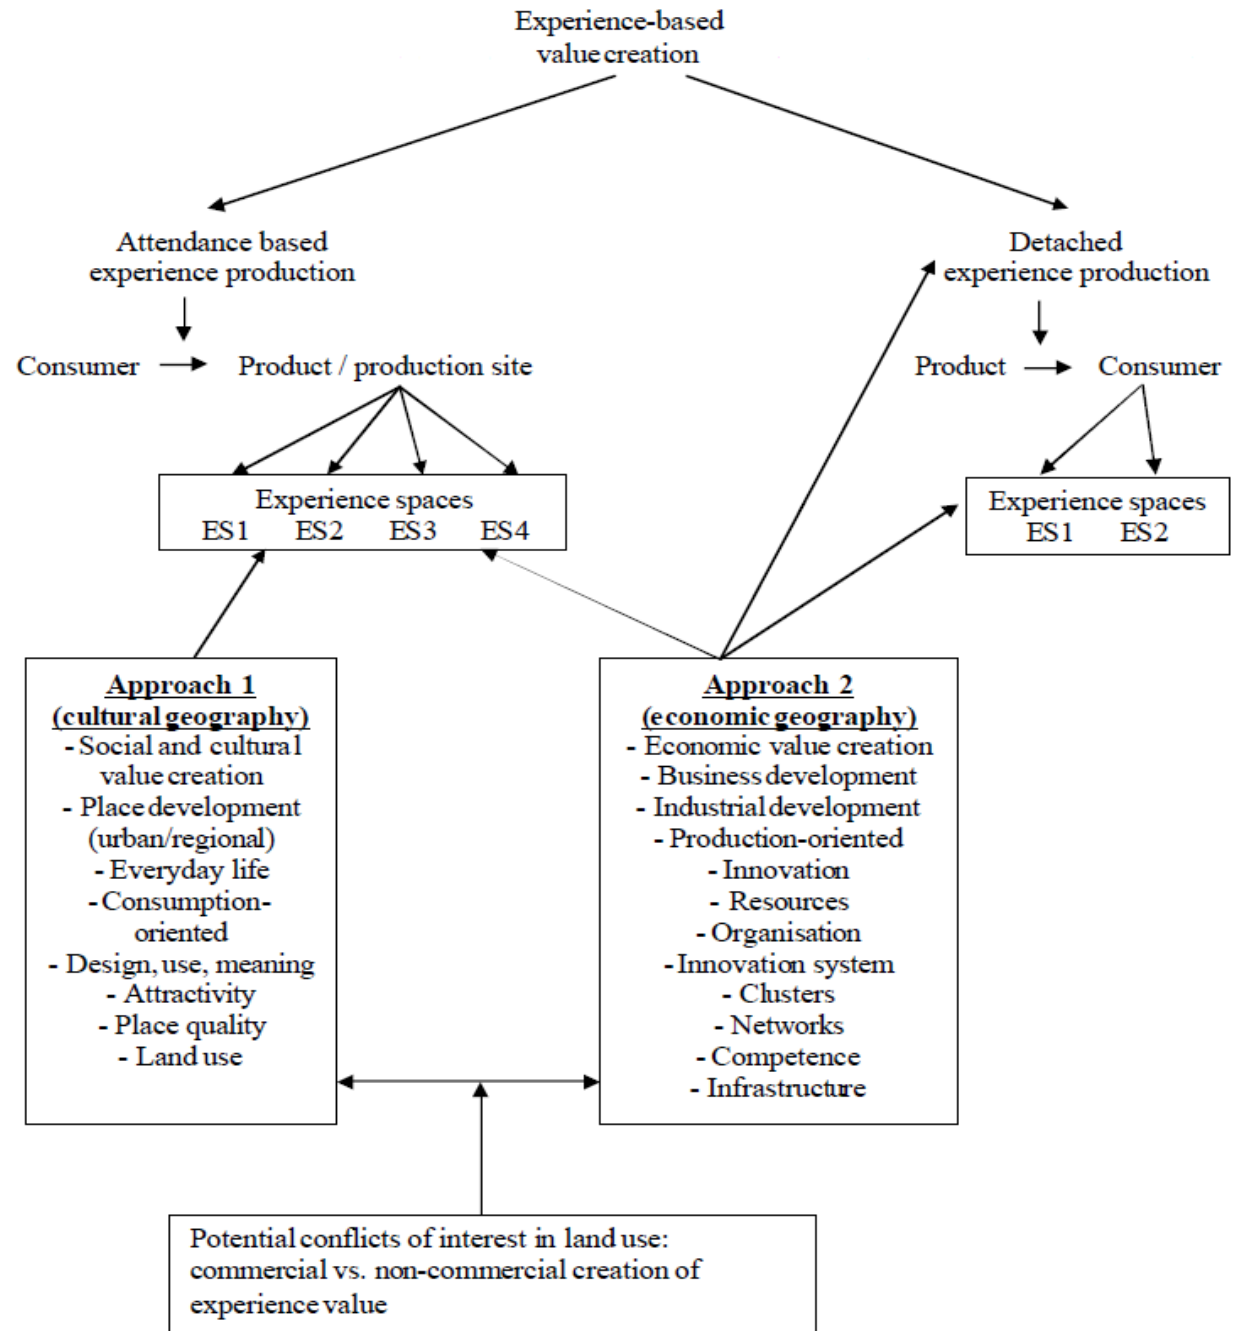 Experience-based
value creation
Attendance based
experience production
Detached
experience production
Consumer
Product / production site
Product
Consumer
Experience spaces
ES1 ES2 ES3 ES4
Experience spaces
ES1 ES2
Approach 1
(cultural geography)
- Social and cultural
value creation
- Place development
(urban/regional)
- Everyday life
- Consumption-
oriented
- Design, use, meaning
- Attractivity
- Place quality
- Land use
Approach 2
(economic geography)
- Economic value creation
- Business development
- Industrial development
- Production-oriented
- Innovation
- Resources
- Organisation
- Innovation system
- Clusters
- Networks
- Competence
- Infrastructure
Potential conflicts of interest in land use:
commercial vs. non-commercial creation of
experience value